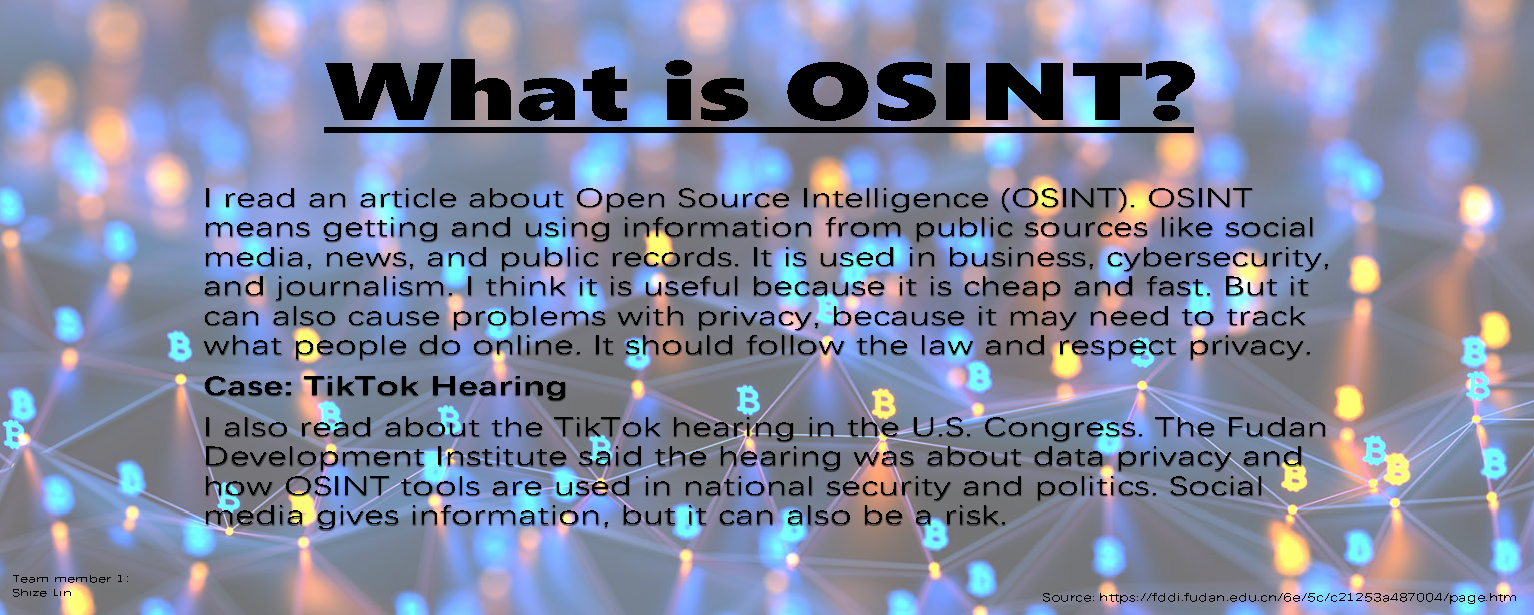 What is OSINT?
I read an article about Open Source Intelligence (OSINT). OSINT
means getting and using information from public sources like social
media, news, and public records. It is used in business, cybersecurity,
and journalism. I think it is useful because it is cheap and fast. But it
can also cause problems with privacy, because it may need to track
what people do online. It should follow the law and respect privacy.
Case: TikTok Hearing
I also read about the TikTok hearing in the U.S. Congress. The Fudan
Development Institute said the hearing was about data privacy and
how OSINT tools are used in national security and politics. Social
media gives information, but it can also be a risk.
Team member 1:
Shize Lin
Source: https://fddi.fudan.edu.cn/6e/5c/c21253a487004/page.htm